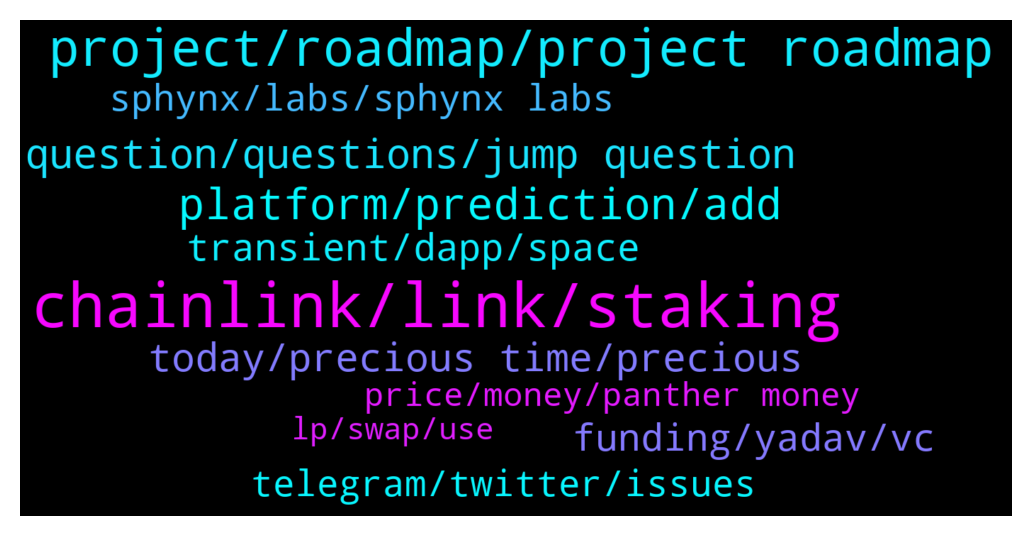 project/roadmap/project roadmap
sphynx/labs/sphynx labs
question/questions/jump question
platform/prediction/add
transient/dapp/space
chainlink/link/staking
today/precious time/precious
price/money/panther money
lp/swap/use
funding/yadav/vc
telegram/twitter/issues